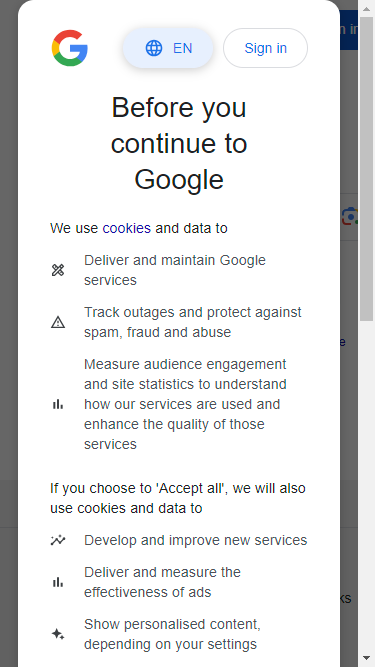 EN
Sign in
Before you
continue to
Google
We use cookies and data to
Deliver and maintain Google
services
Track outages and protect against
spam, fraud and abuse
Measure audience engagement
and site statistics to understand
how our services are used and
enhance the quality of those
services
If you choose to 'Accept all', we will also
use cookies and data to
Develop and improve new services
Deliver and measure the
effectiveness of ads
Show personalised content,
depending on your settings